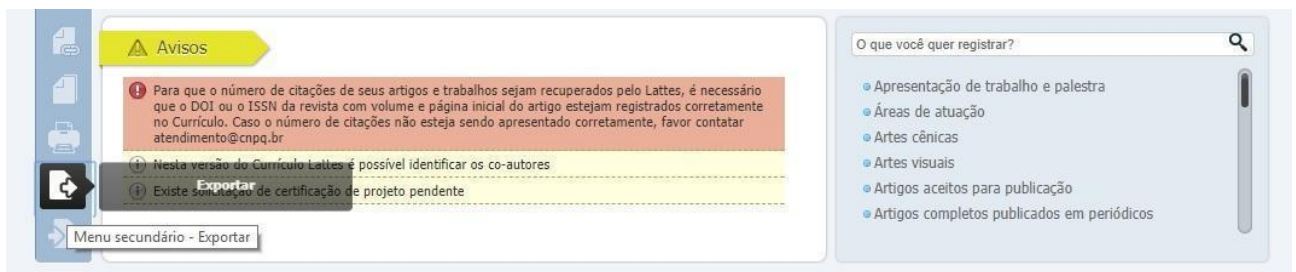 Avisos
Para que o número de citações de seus artigos e trabalhos sejam recuperados pelo Lattes, é necessário
que o DOI ou o ISSN da revista com volume e página inicial do artigo estejam registrados corretamente
no Currículo. Caso o número de citações não esteja sendo apresentado corretamente, favor contatar
atendimento@cnpq.br
Nesta versão do Currículo Lattes é possível identificar os co-autores
Existe solicitação de certificação de projeto pendente
Exportar
Menu secundário - Exportar
O que você quer registrar?
Apresentação de trabalho e palestra
Áreas de atuação
Artes cênicas
Artes visuais
Artigos aceitos para publicação
Artigos completos publicados em periódicos